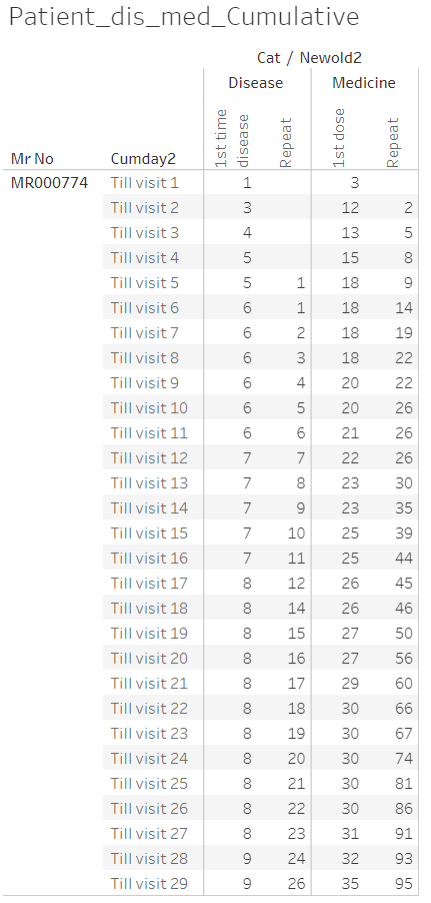 Patient_dis_med_Cumulative
Cat / Newold2
Disease Medicine
Mr No Cumday2 1st time disease Repeat 1st dose Repeat
MR000774 Till visit 1 1 3
Till visit 2 3 12 2
Till visit 3 4 13 5
Till visit 4 5 15 8
Till visit 5 5 1 18 9
Till visit 6 6 1 18 14
Till visit 7 6 2 18 19
Till visit 8 6 3 18 22
Till visit 9 6 4 20 22
Till visit 10 6 5 20 26
Till visit 11 6 6 21 26
Till visit 12 7 7 22 26
Till visit 13 7 8 23 30
Till visit 14 7 9 23 35
Till visit 15 7 10 25 39
Till visit 16 7 11 25 44
Till visit 17 8 12 26 45
Till visit 18 8 14 26 46
Till visit 19 8 15 27 50
Till visit 20 8 16 27 56
Till visit 21 8 17 29 60
Till visit 22 8 18 30 66
Till visit 23 8 19 30 67
Till visit 24 8 20 30 74
Till visit 25 8 21 30 81
Till visit 26 8 22 30 86
Till visit 27 8 23 31 91
Till visit 28 9 24 32 93
Till visit 29 9 26 35 95